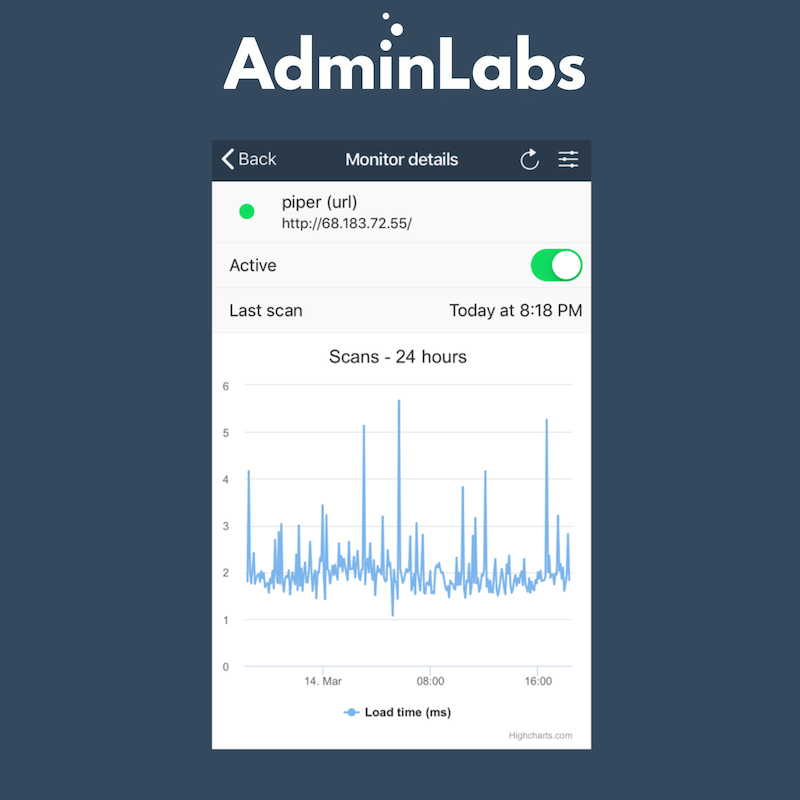 AdminLabs
Back
Monitor details
piper (url)
http://68.183.72.55/
Active
Last scan
Today at 8:18 PM
Scans - 24 hours
6
5
4
3
2
1
0
14. Mar
08:00
16:00
Load time (ms)
Highcharts.com